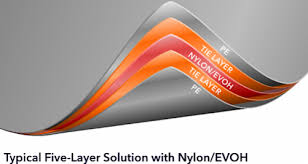 PE
TIE LAYER
NYLON/EVOH
TIE LAYER
PE
Typical Five-Layer Solution with Nylon/EVOH